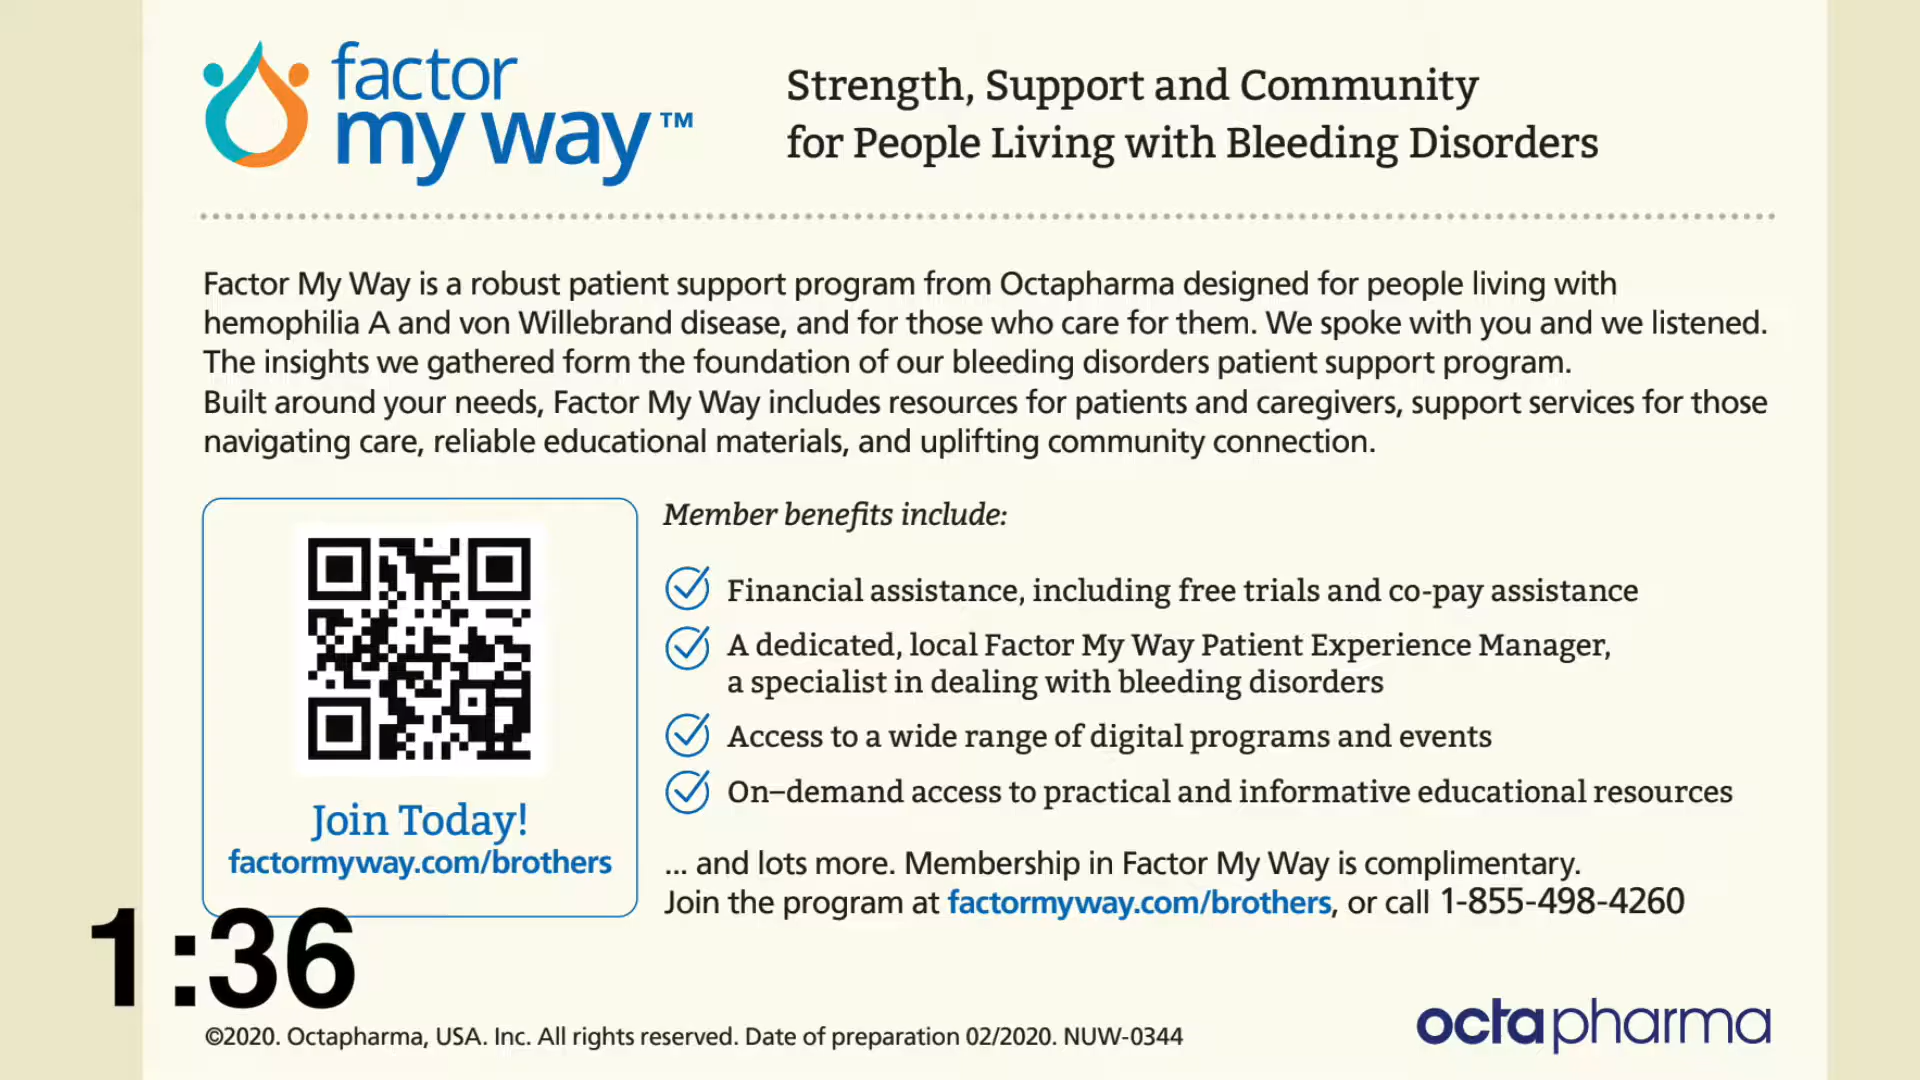 factor
my way™
Strength, Support and Community
for People Living with Bleeding Disorders
Factor My Way is a robust patient support program from Octapharma designed for people living with
hemophilia A and von Willebrand disease, and for those who care for them. We spoke with you and we listened.
The insights we gathered form the foundation of our bleeding disorders patient support program.
Built around your needs, Factor My Way includes resources for patients and caregivers, support services for those
navigating care, reliable educational materials, and uplifting community connection.
Join Today!
factormyway.com/brothers
Member benefits include:
Financial assistance, including free trials and co-pay assistance
A dedicated, local Factor My Way Patient Experience Manager,
a specialist in dealing with bleeding disorders
Access to a wide range of digital programs and events
On–demand access to practical and informative educational resources
... and lots more. Membership in Factor My Way is complimentary.
Join the program at factormyway.com/brothers, or call 1-855-498-4260
1:36
©2020. Octapharma, USA. Inc. All rights reserved. Date of preparation 02/2020. NUW-0344
octapharma